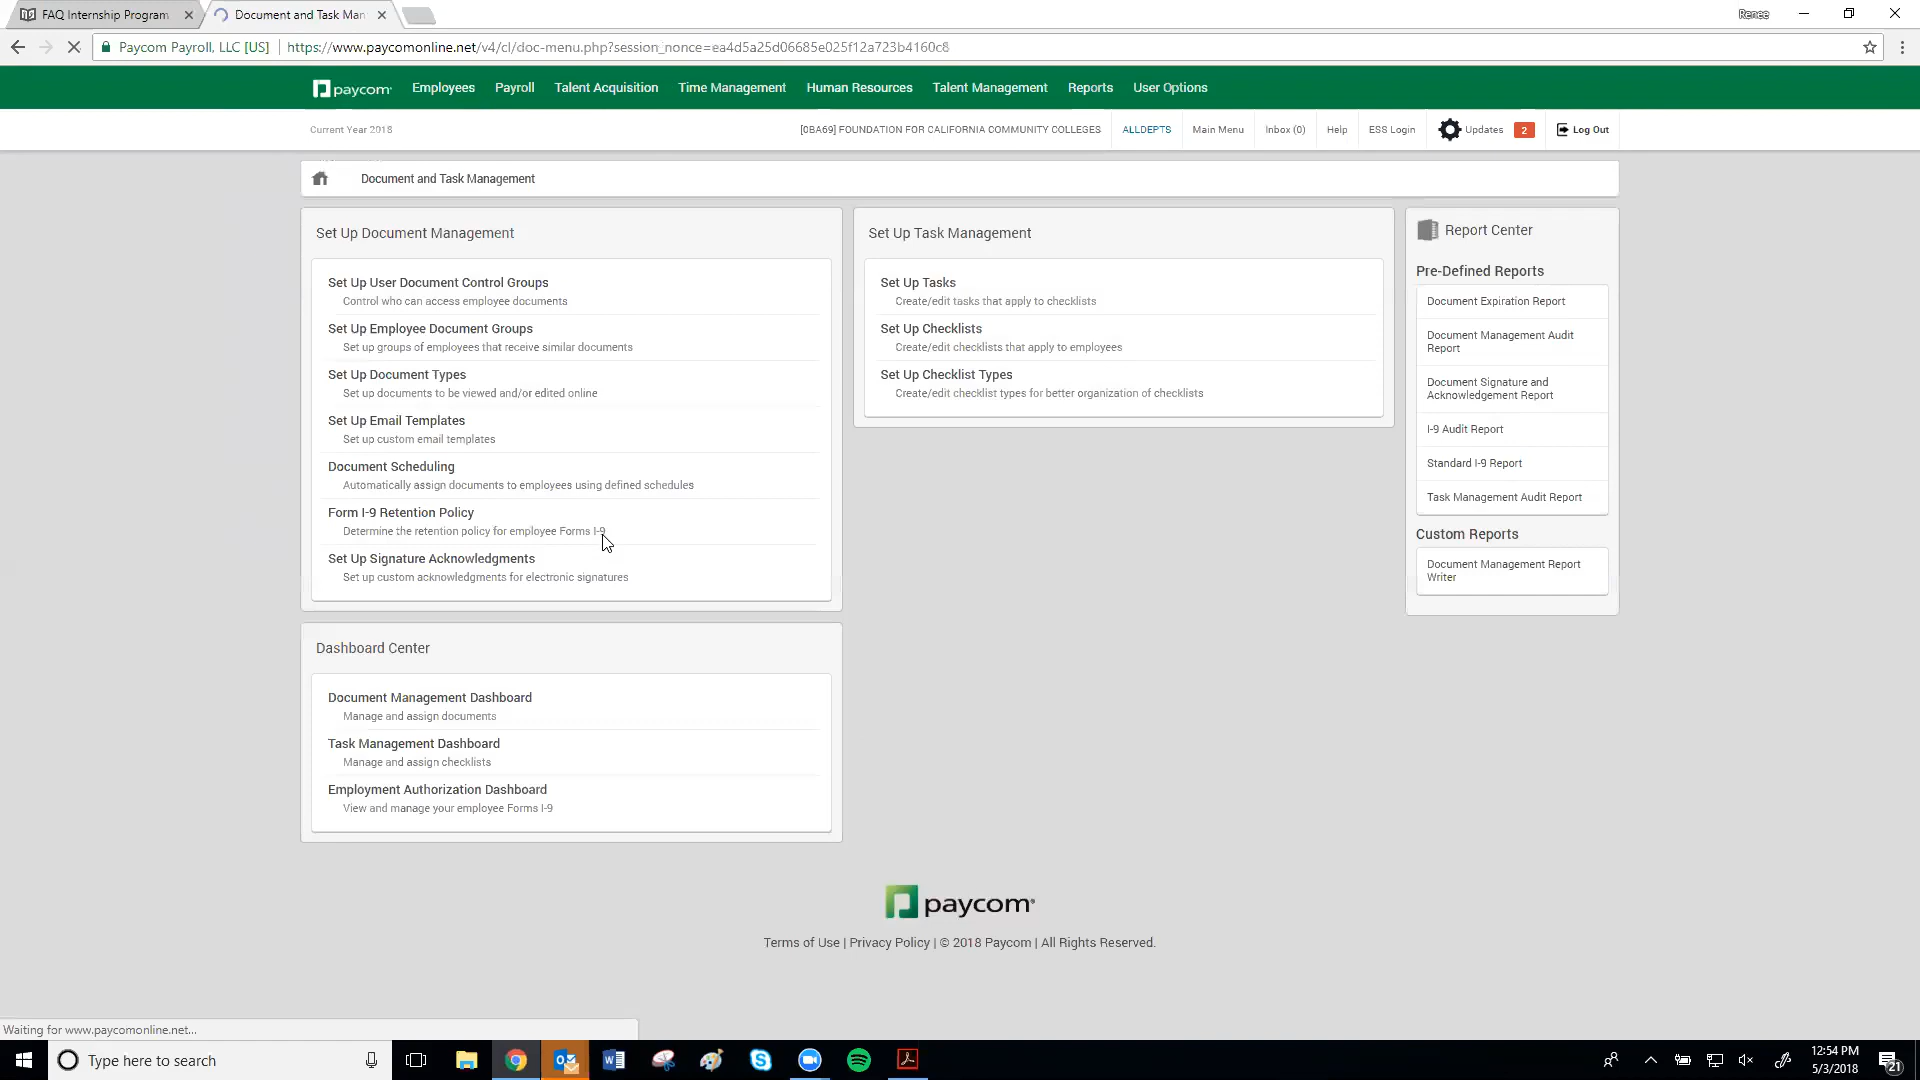 FAQ Internship Program
Document and Task Man
Renee
Paycom Payroll, LLC [US]
https://www.paycomonline.net/v4/cl/doc-menu.php?session_nonce=ea4d5a25d06685e025f12a723b4160c8
paycom
Employees
Payroll
Talent Acquisition
Time Management
Human Resources
Talent Management
Reports
User Options
Current Year 2018
[0BA69] FOUNDATION FOR CALIFORNIA COMMUNITY COLLEGES
ALLDEPTS
Main Menu
Inbox (0)
Help
ESS Login
Updates
2
Log Out
Document and Task Management
Set Up Document Management
Set Up User Document Control Groups
Control who can access employee documents
Set Up Employee Document Groups
Set up groups of employees that receive similar documents
Set Up Document Types
Set up documents to be viewed and/or edited online
Set Up Email Templates
Set up custom email templates
Document Scheduling
Automatically assign documents to employees using defined schedules
Form I-9 Retention Policy
Determine the retention policy for employee Forms I-9
Set Up Signature Acknowledgments
Set up custom acknowledgments for electronic signatures
Dashboard Center
Document Management Dashboard
Manage and assign documents
Task Management Dashboard
Manage and assign checklists
Employment Authorization Dashboard
View and manage your employee Forms I-9
Set Up Task Management
Set Up Tasks
Create/edit tasks that apply to checklists
Set Up Checklists
Create/edit checklists that apply to employees
Set Up Checklist Types
Create/edit checklist types for better organization of checklists
Report Center
Pre-Defined Reports
Document Expiration Report
Document Management Audit
Report
Document Signature and
Acknowledgement Report
I-9 Audit Report
Standard I-9 Report
Task Management Audit Report
Custom Reports
Document Management Report
Writer
paycom
Terms of Use | Privacy Policy | © 2018 Paycom | All Rights Reserved.
Waiting for www.paycomonline.net...
Type here to search
12:54 PM
5/3/2018
21